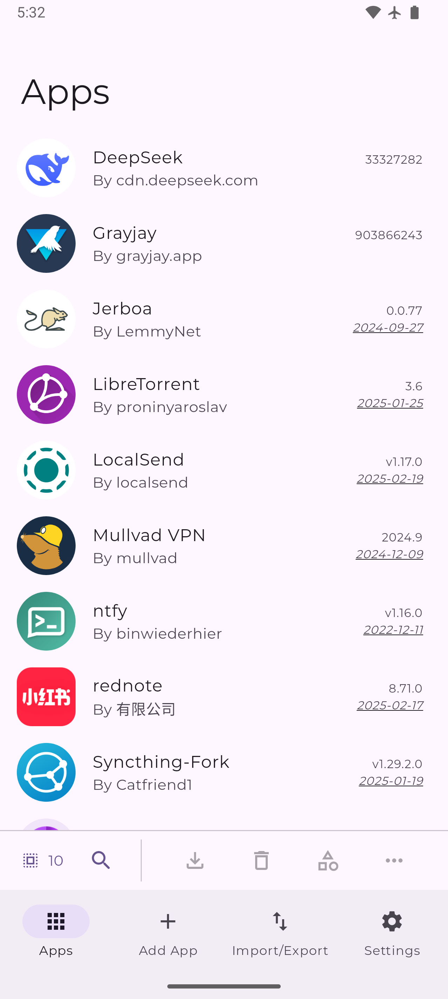 5:32
Apps
DeepSeek
33327282
By cdn.deepseek.com
Grayjay
903866243
By grayjay.app
Jerboa
0.0.77
By LemmyNet
2024-09-27
LibreTorrent
3.6
By proninyaroslav
2025-01-25
LocalSend
v1.17.0
By localsend
2025-02-19
Mullvad VPN
2024.9
By mullvad
2024-12-09
ntfy
v1.16.0
By binwiederhier
2022-12-11
小红书
rednote
8.71.0
By 有限公司
2025-02-17
Syncthing-Fork
v1.29.2.0
By Catfriend1
2025-01-19
10
Apps
Add App
Import/Export
Settings